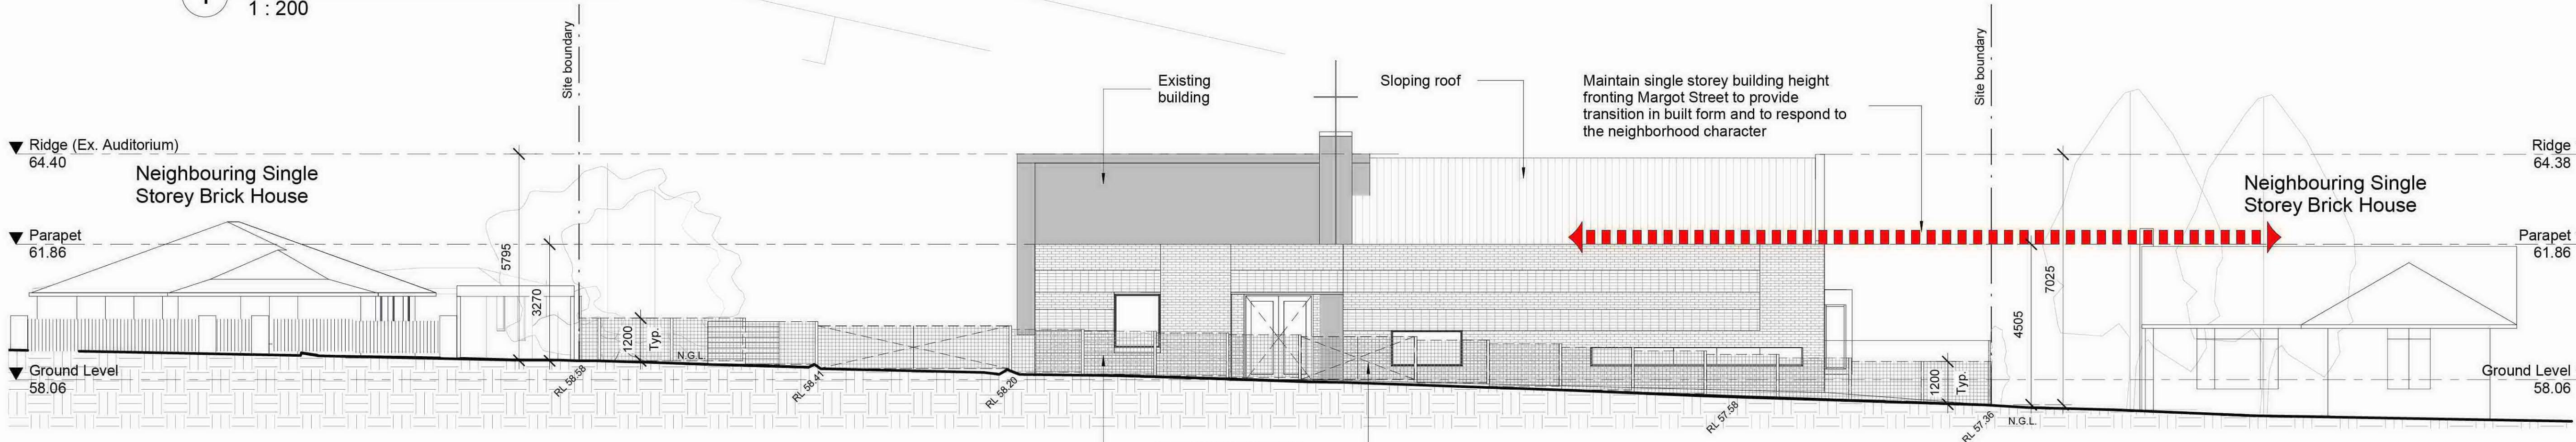 1 : 200
Site boundary
Existing
building
Sloping roof
Maintain single storey building height
fronting Margot Street to provide
transition in built form and to respond to
the neighborhood character
Site boundary
Ridge (Ex. Auditorium)
64.40
Neighbouring Single
Storey Brick House
Parapet
61.86
Ground Level
58.06
5795
3270
1200
Typ.
N.G.L.
RL 58.58
RL 58.41
RL 58.20
RL 57.58
RL 57.36
1200
Typ.
N.G.L.
4505
7025
Ridge
64.38
Neighbouring Single
Storey Brick House
Parapet
61.86
Ground Level
58.06